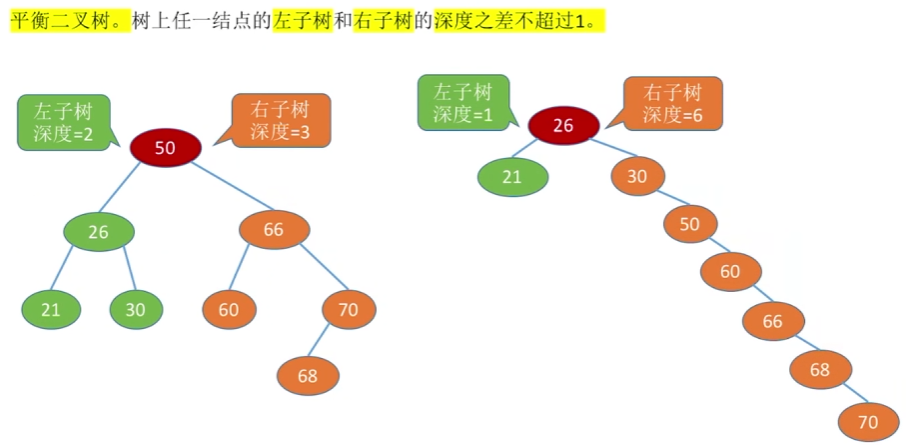 平衡二叉树。树上任一结点的左子树和右子树的深度之差不超过1。
左子树
深度=2
右子树
深度=3
50
26
66
21
30
60
70
68
左子树
深度=1
右子树
深度=6
26
21
30
50
60
66
68
70